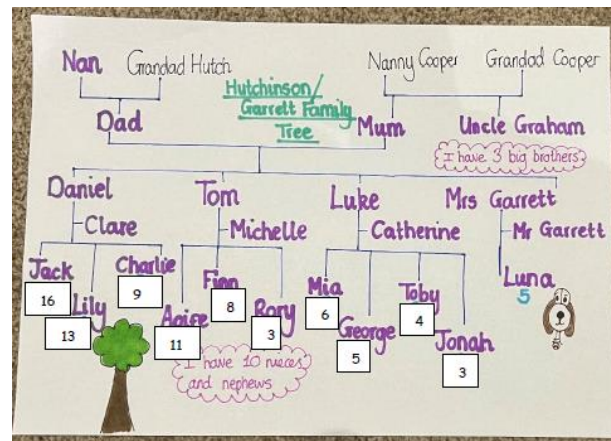 Nan Grandad Hutch Nanny Cooper Grandad Cooper
Hutchinson/
Garrett Family
Tree
Dad Mum Uncle Graham
I have 3 big brothers
Daniel Tom Luke Mrs Garrett
Clare Michelle Catherine Mr Garrett
Jack Lily Charlie Aoife Finn Rory Mia George Toby Jonah Luna
16 13 9 11 8 3 6 5 4 3 5
I have 10 nieces
and nephews